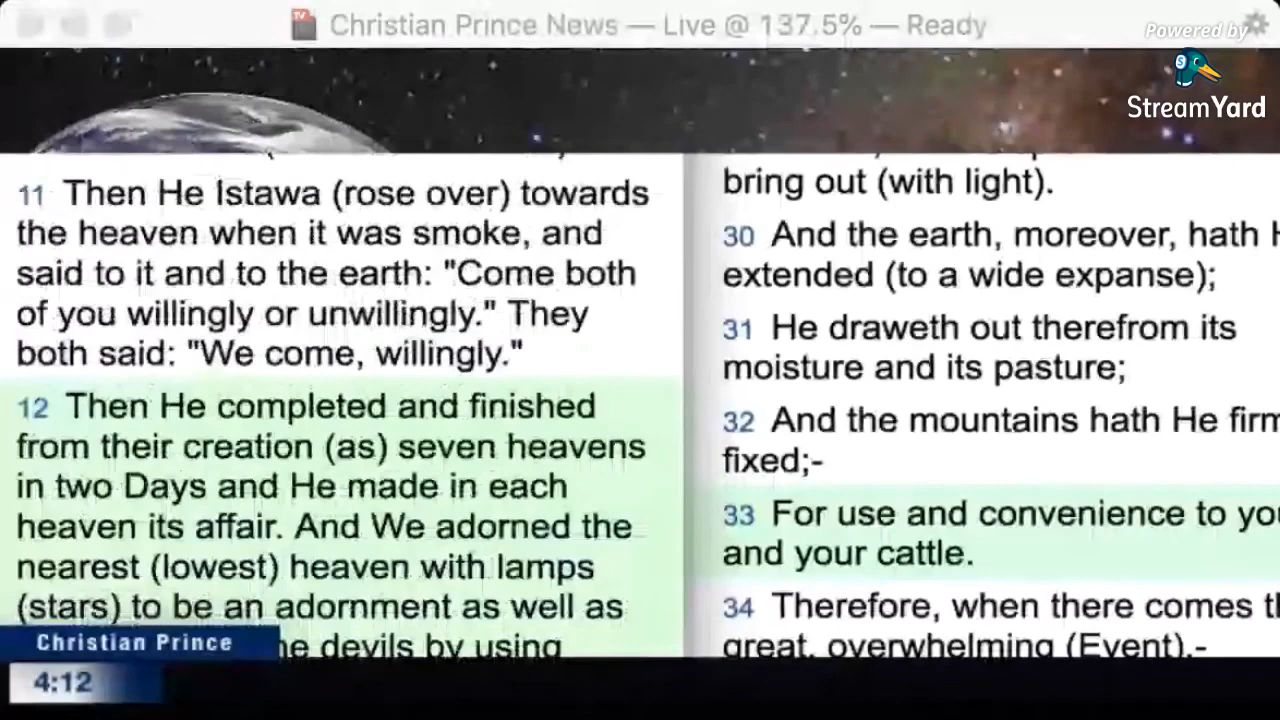 Christian Prince News — Live @ 137.5% — Ready
Powered by
StreamYard
11 Then He Istawa (rose over) towards
the heaven when it was smoke, and
said to it and to the earth: "Come both
of you willingly or unwillingly." They
both said: "We come, willingly."
12 Then He completed and finished
from their creation (as) seven heavens
in two Days and He made in each
heaven its affair. And We adorned the
nearest (lowest) heaven with lamps
(stars) to be an adornment as well as
he devils by using
bring out (with light).
30 And the earth, moreover, hath H
extended (to a wide expanse);
31 He draweth out therefrom its
moisture and its pasture;
32 And the mountains hath He firm
fixed;-
33 For use and convenience to you
and your cattle.
34 Therefore, when there comes th
great, overwhelming (Event),-
Christian Prince
4:12